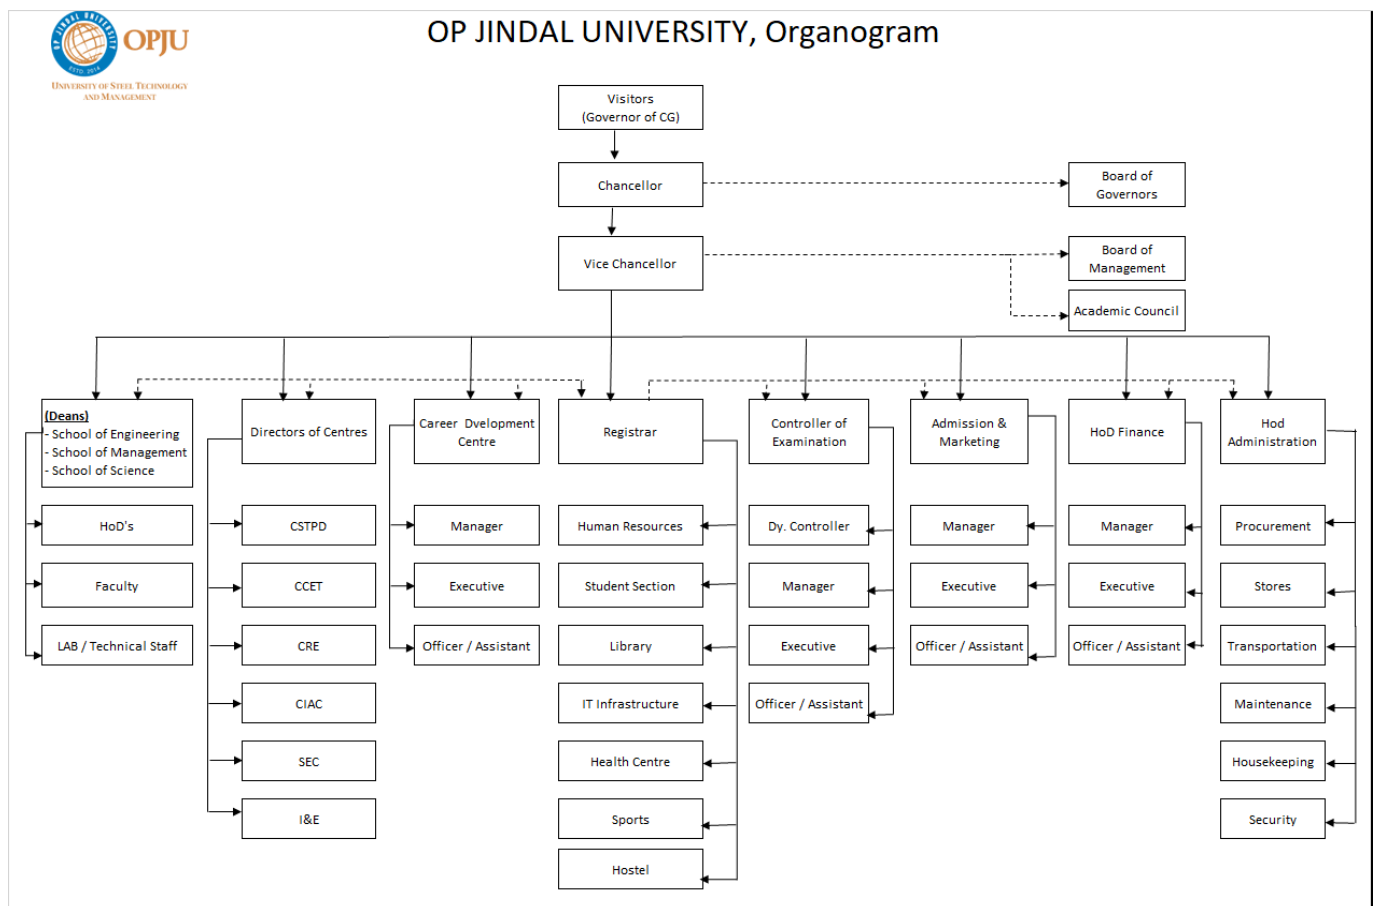 OP JINDAL UNIVERSITY
ESTD. 2014
OPJU
UNIVERSITY OF STEEL TECHNOLOGY
AND MANAGEMENT
OP JINDAL UNIVERSITY, Organogram
Visitors
(Governor of CG)
Chancellor
Board of
Governors
Vice Chancellor
Board of
Management
Academic Council
(Deans)
- School of Engineering
- School of Management
- School of Science
Directors of Centres
Career Dvelopment
Centre
Registrar
Controller of
Examination
Admission &
Marketing
HoD Finance
Hod
Administration
HoD's
CSTPD
Manager
Human Resources
Dy. Controller
Manager
Manager
Procurement
Faculty
CCET
Executive
Student Section
Manager
Executive
Executive
Stores
LAB / Technical Staff
CRE
Officer / Assistant
Library
Executive
Officer / Assistant
Officer / Assistant
Transportation
CIAC
IT Infrastructure
Officer / Assistant
Maintenance
SEC
Health Centre
Housekeeping
I&E
Sports
Security
Hostel